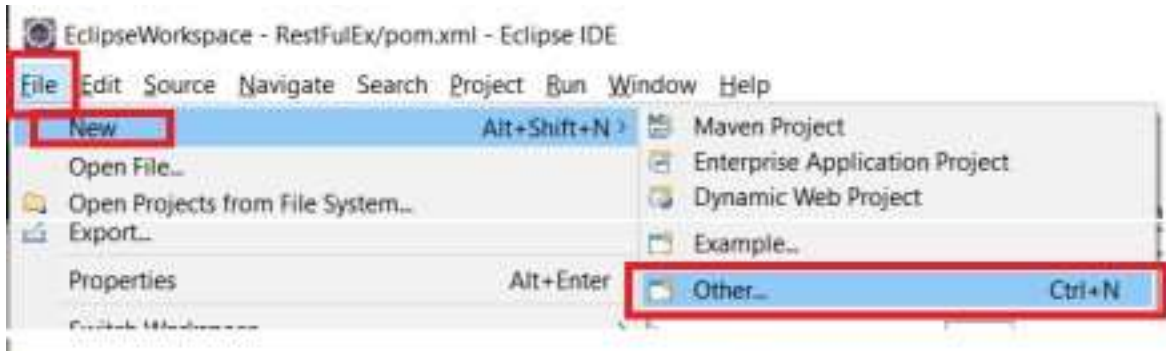 EclipseWorkspace - RestFulEx/pom.xml - Eclipse IDE
File Edit Source Navigate Search Project Run Window Help
New Alt+Shift+N >
Maven Project
Open File...
Enterprise Application Project
Open Projects from File System...
Dynamic Web Project
Export...
Example...
Properties Alt+Enter
Other... Ctrl+N